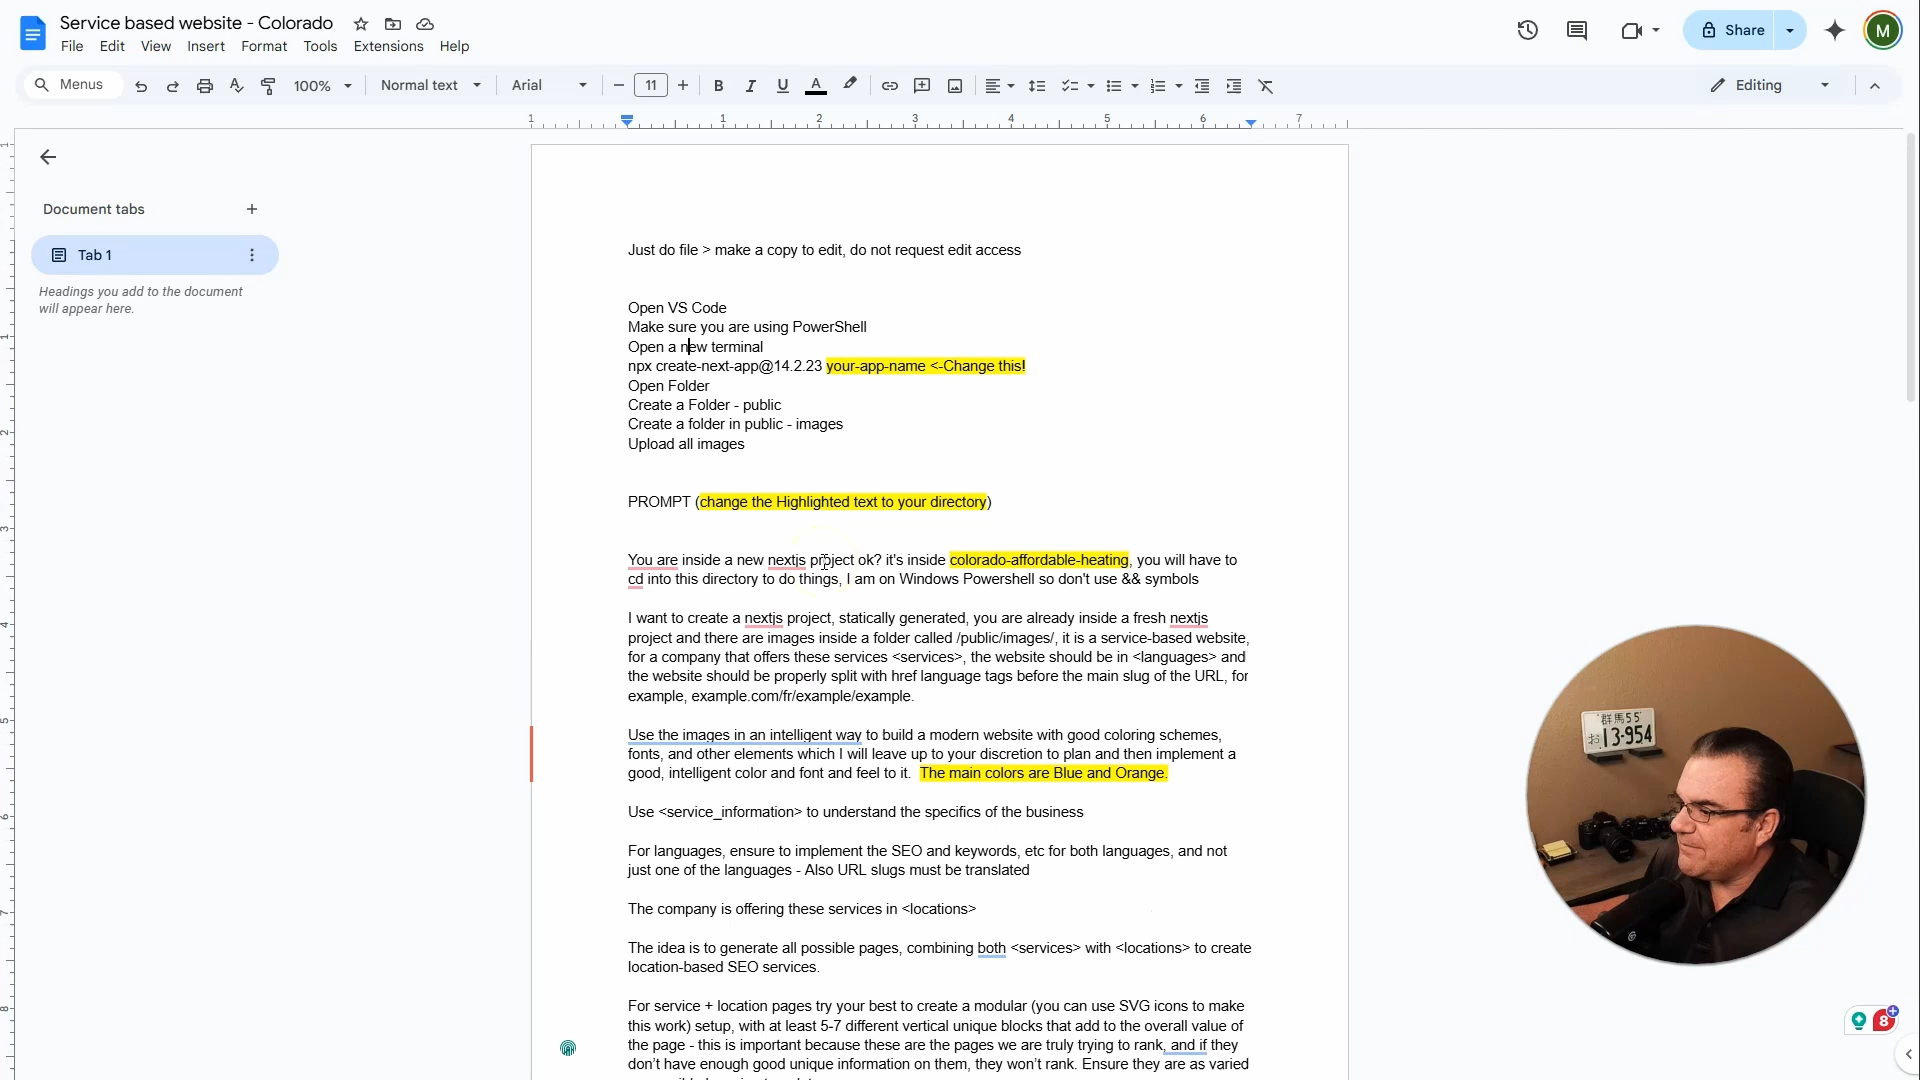 Service based website - Colorado
File Edit View Insert Format Tools Extensions Help
Share
M
Menus
100%
Normal text
Arial
11
Editing
1 1 2 3 4 5 6 7
Document tabs
Tab 1
Headings you add to the document
will appear here.
Just do file > make a copy to edit, do not request edit access
Open VS Code
Make sure you are using PowerShell
Open a new terminal
npx create-next-app@14.2.23 your-app-name <-Change this!
Open Folder
Create a Folder - public
Create a folder in public - images
Upload all images
PROMPT (change the Highlighted text to your directory)
You are inside a new nextjs project ok? it's inside colorado-affordable-heating, you will have to
cd into this directory to do things, I am on Windows Powershell so don't use && symbols
I want to create a nextjs project, statically generated, you are already inside a fresh nextjs
project and there are images inside a folder called /public/images/, it is a service-based website,
for a company that offers these services <services>, the website should be in <languages> and
the website should be properly split with href language tags before the main slug of the URL, for
example, example.com/fr/example/example.
Use the images in an intelligent way to build a modern website with good coloring schemes,
fonts, and other elements which I will leave up to your discretion to plan and then implement a
good, intelligent color and font and feel to it. The main colors are Blue and Orange.
Use <service_information> to understand the specifics of the business
For languages, ensure to implement the SEO and keywords, etc for both languages, and not
just one of the languages - Also URL slugs must be translated
The company is offering these services in <locations>
The idea is to generate all possible pages, combining both <services> with <locations> to create
location-based SEO services.
For service + location pages try your best to create a modular (you can use SVG icons to make
this work) setup, with at least 5-7 different vertical unique blocks that add to the overall value of
the page - this is important because these are the pages we are truly trying to rank, and if they
don't have enough good unique information on them, they won't rank. Ensure they are as varied
群馬55
お 13-954
8